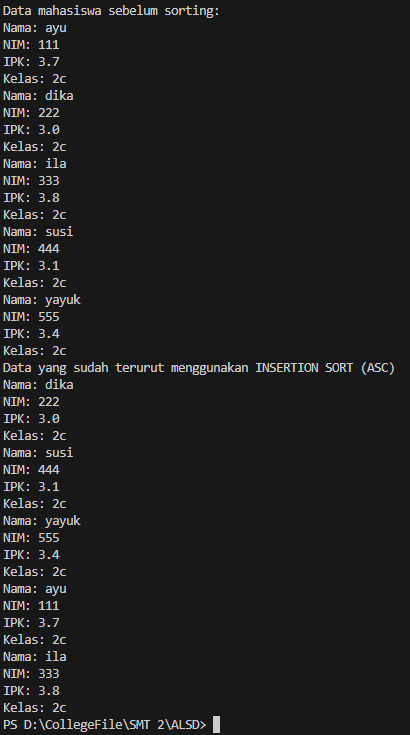 Data mahasiswa sebelum sorting:
Nama: ayu
NIM: 111
IPK: 3.7
Kelas: 2c
Nama: dika
NIM: 222
IPK: 3.0
Kelas: 2c
Nama: ila
NIM: 333
IPK: 3.8
Kelas: 2c
Nama: susi
NIM: 444
IPK: 3.1
Kelas: 2c
Nama: yayuk
NIM: 555
IPK: 3.4
Kelas: 2c
Data yang sudah terurut menggunakan INSERTION SORT (ASC)
Nama: dika
NIM: 222
IPK: 3.0
Kelas: 2c
Nama: susi
NIM: 444
IPK: 3.1
Kelas: 2c
Nama: yayuk
NIM: 555
IPK: 3.4
Kelas: 2c
Nama: ayu
NIM: 111
IPK: 3.7
Kelas: 2c
Nama: ila
NIM: 333
IPK: 3.8
Kelas: 2c
PS D:\CollegeFile\SMT 2\ALSD>